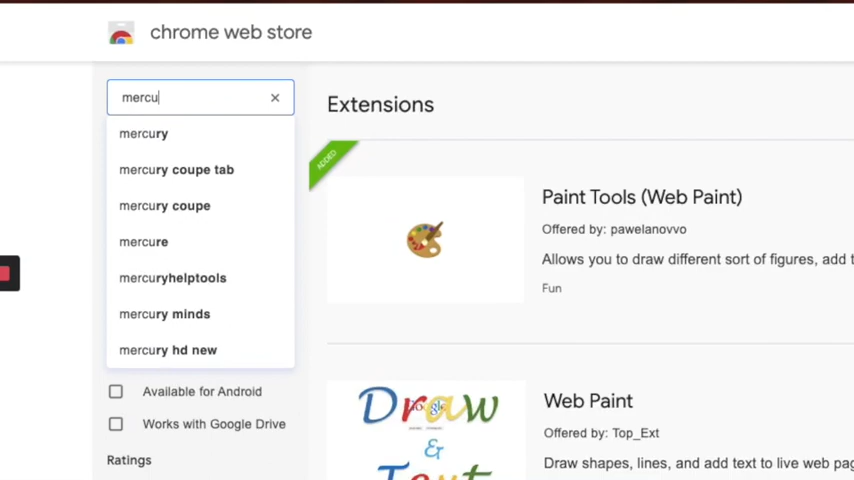 chrome web store
mercu
mercury
mercury coupe tab
mercury coupe
mercure
mercuryhelptools
mercury minds
mercury hd new
Available for Android
Works with Google Drive
Ratings
Extensions
ADDED
Paint Tools (Web Paint)
Offered by: pawelanovvo
Allows you to draw different sort of figures, add
Fun
Draw
Google
&
Text
Web Paint
Offered by: Top_Ext
Draw shapes, lines, and add text to live web